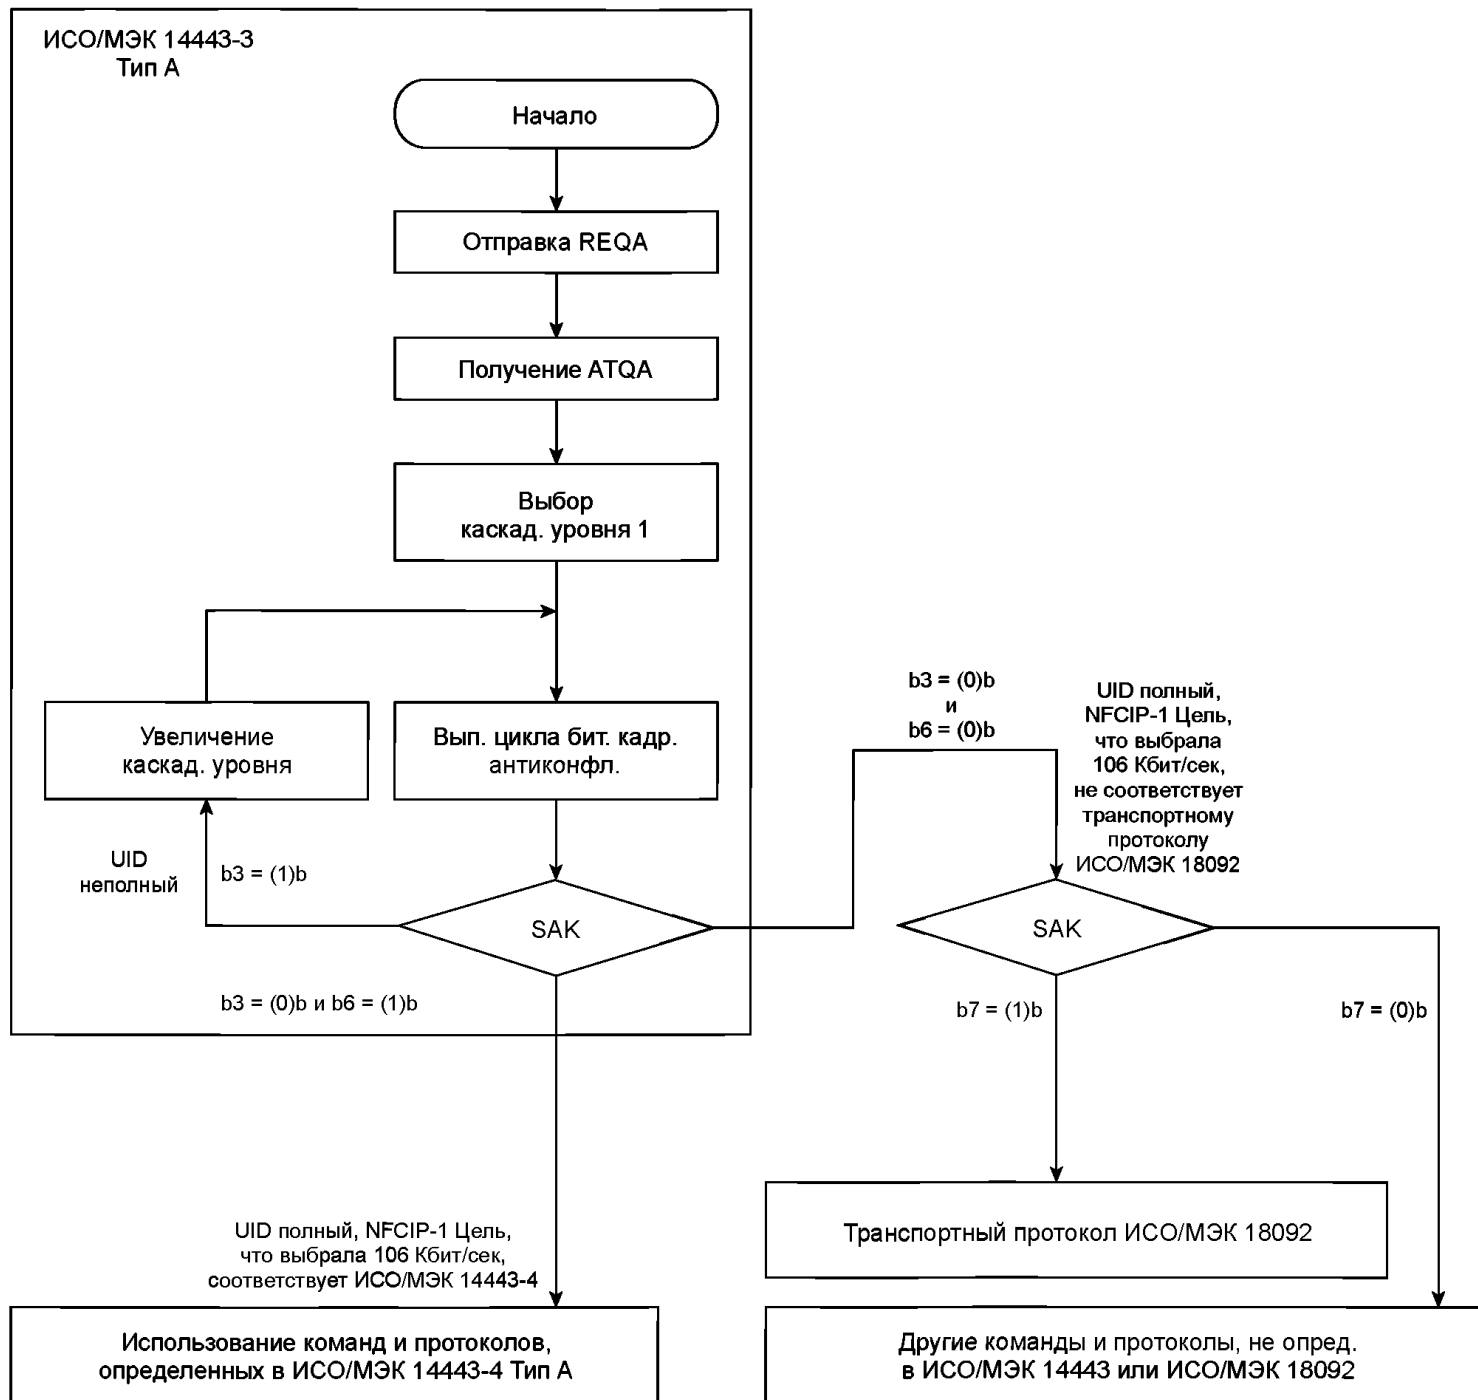 ИСО/МЭК 14443-3
Тип А
Начало
Отправка REQA
Получение ATQA
Выбор
каскад. уровня 1
Увеличение
каскад. уровня
Вып. цикла бит. кадр.
антиконфл.
b3 = (0)b
и
b6 = (0)b
UID полный,
NFCIP-1 Цель,
что выбрала
106 Кбит/сек,
не соответствует
транспортному
протоколу
ИСО/МЭК 18092
UID
неполный
b3 = (1)b
SAK
SAK
b3 = (0)b и b6 = (1)b
b7 = (1)b
b7 = (0)b
UID полный, NFCIP-1 Цель,
что выбрала 106 Кбит/сек,
соответствует ИСО/МЭК 14443-4
Транспортный протокол ИСО/МЭК 18092
Использование команд и протоколов,
определенных в ИСО/МЭК 14443-4 Тип А
Другие команды и протоколы, не опред.
в ИСО/МЭК 14443 или ИСО/МЭК 18092